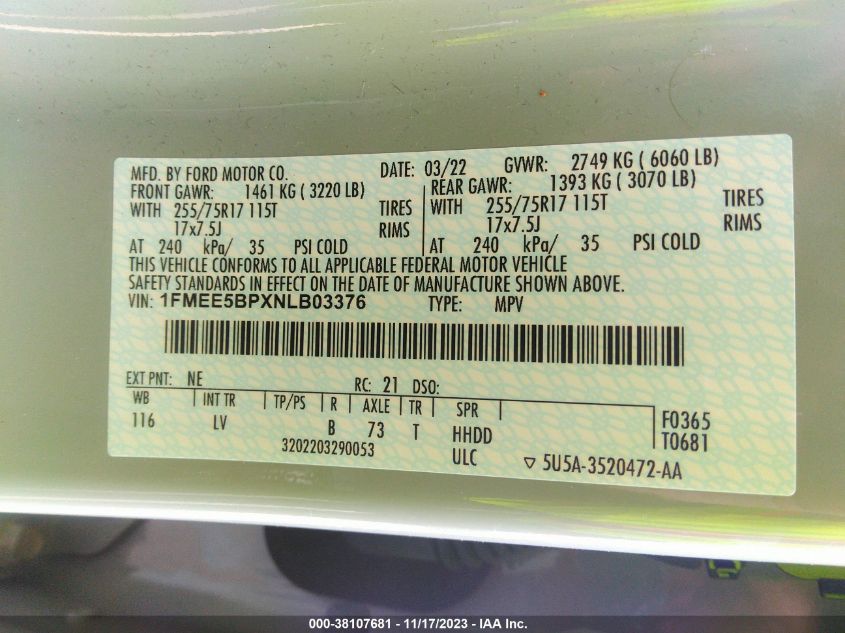 MFD. BY FORD MOTOR CO. DATE: 03/22 GVWR: 2749 KG ( 6060 LB)
FRONT GAWR: 1461 KG ( 3220 LB) REAR GAWR: 1393 KG ( 3070 LB)
WITH 255/75R17 115T TIRES WITH 255/75R17 115T TIRES
17x7.5J RIMS 17x7.5J RIMS
AT 240 kPa/ 35 PSI COLD AT 240 kPa/ 35 PSI COLD
THIS VEHICLE CONFORMS TO ALL APPLICABLE FEDERAL MOTOR VEHICLE
SAFETY STANDARDS IN EFFECT ON THE DATE OF MANUFACTURE SHOWN ABOVE.
VIN: 1FMEE5BPXNLB03376 TYPE: MPV
EXT PNT: NE RC: 21 DSO:
WB INT TR TP/PS R AXLE TR SPR F0365
116 LV B 73 T HHDD T0681
3202203290053 ULC ▽ 5U5A-3520472-AA
000-38107681 - 11/17/2023 - IAA Inc.